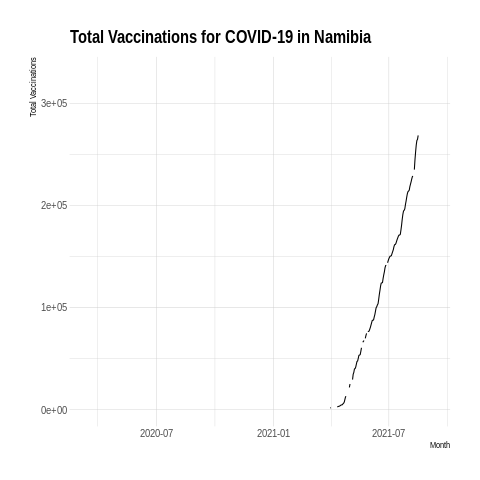 Total Vaccinations for COVID-19 in Namibia
Total Vaccinations
3e+05
2e+05
1e+05
0e+00
2020-07
2021-01
2021-07
Month